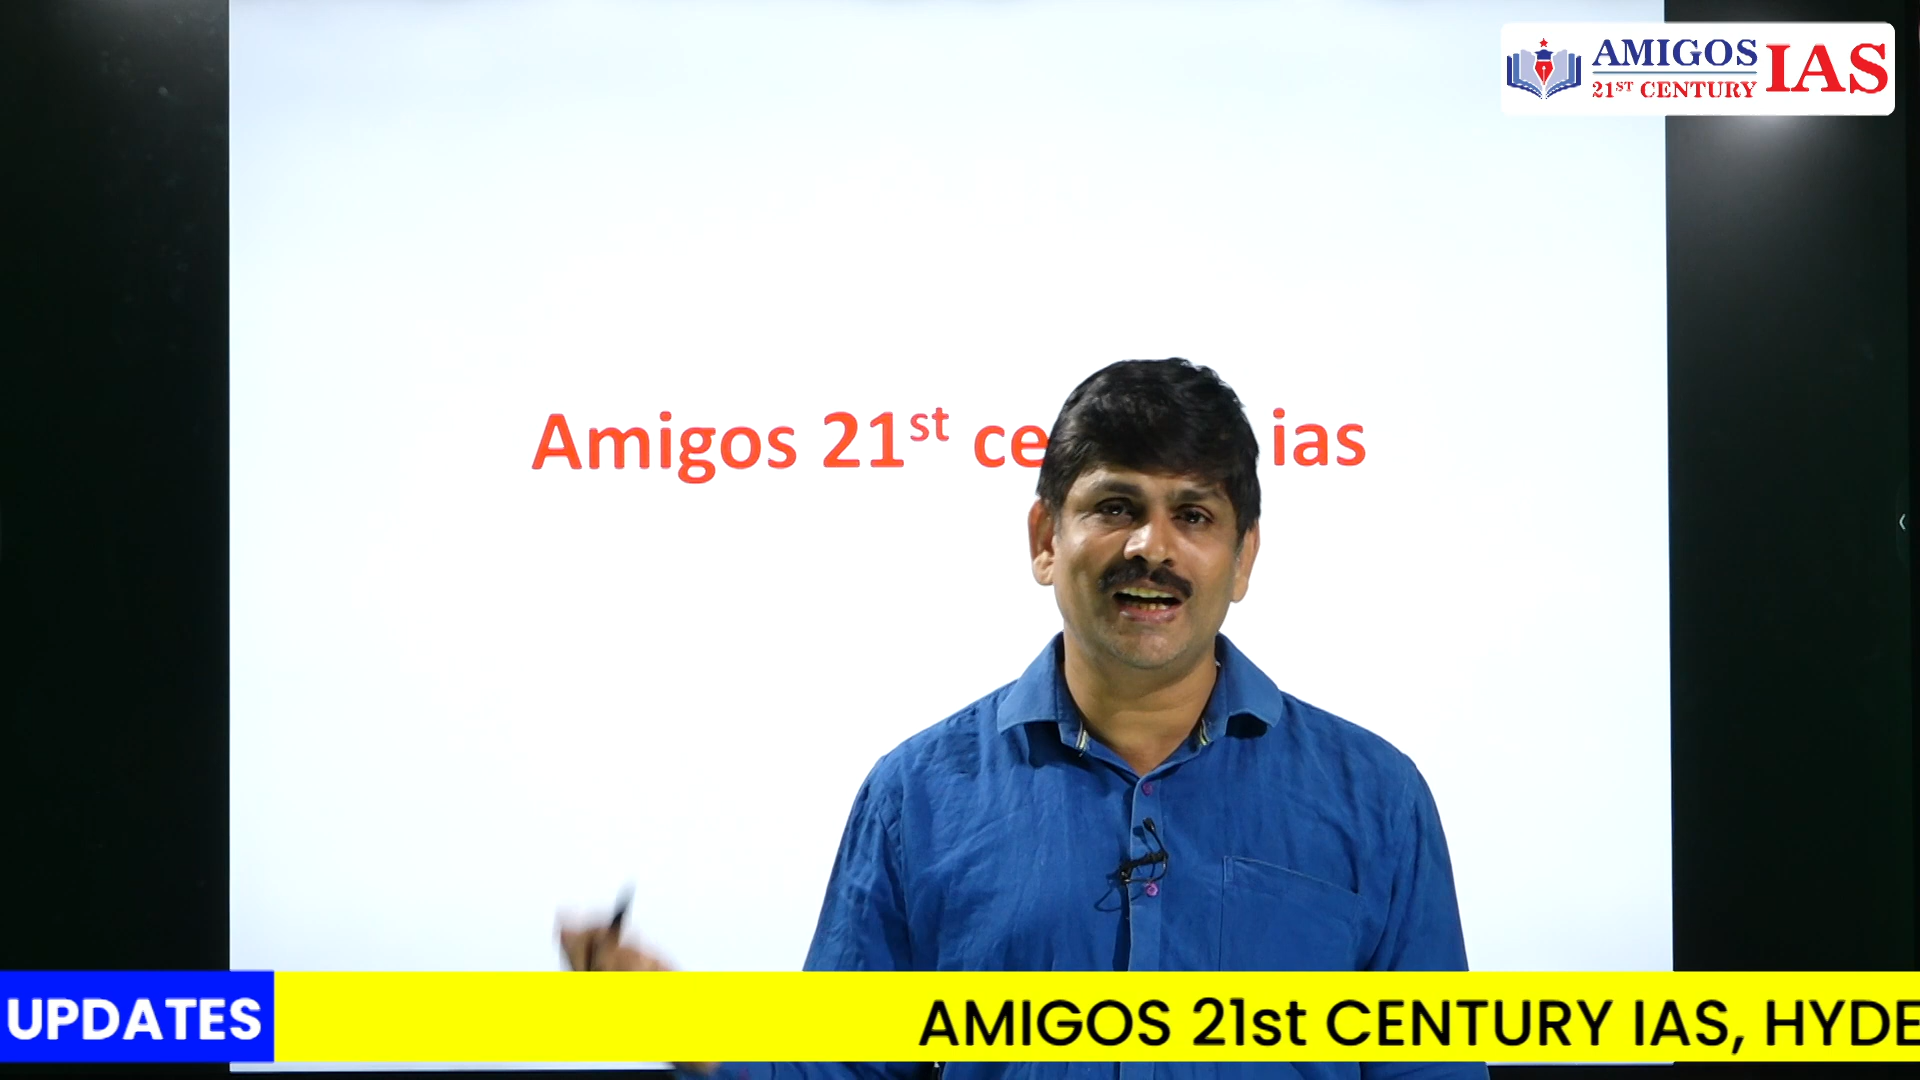 AMIGOS
21ST CENTURY
IAS
Amigos 21st ce ias
UPDATES
AMIGOS 21st CENTURY IAS, HYDE